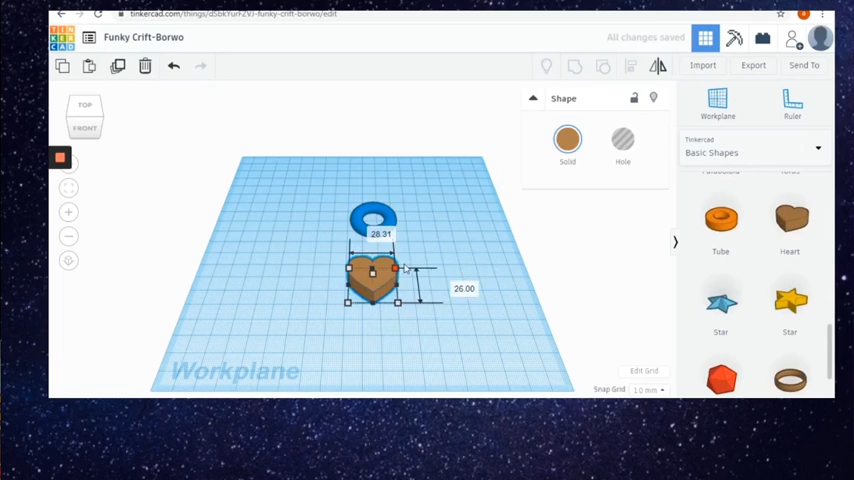 tinkercad.com/things/dSbkYurFZVJ-funky-crift-borwo/edit
TIN
KER
CAD
Funky Crift-Borwo
All changes saved
Import
Export
Send To
TOP
FRONT
Shape
Solid
Hole
Workplane
Ruler
Tinkercad
Basic Shapes
28.31
26.00
Tube
Heart
Star
Star
Workplane
Edit Grid
Snap Grid
1.0 mm